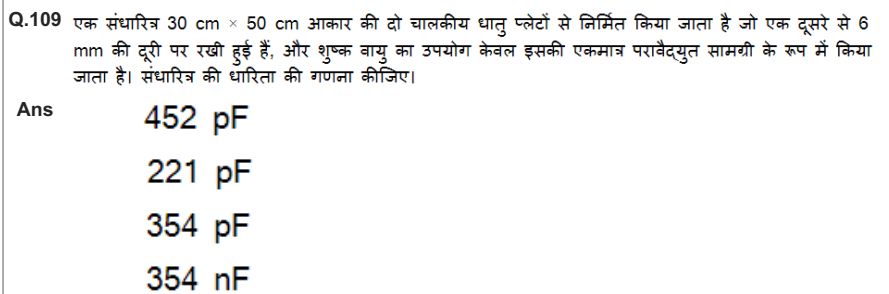 Q.109 एक संधारित्र 30 cm × 50 cm आकार की दो चालकीय धातु प्लेटों से निर्मित किया जाता है जो एक दूसरे से 6
mm की दूरी पर रखी हुई हैं, और शुष्क वायु का उपयोग केवल इसकी एकमात्र परावैद्युत सामग्री के रूप में किया
जाता है। संधारित्र की धारिता की गणना कीजिए।
Ans
452 pF
221 pF
354 pF
354 nF